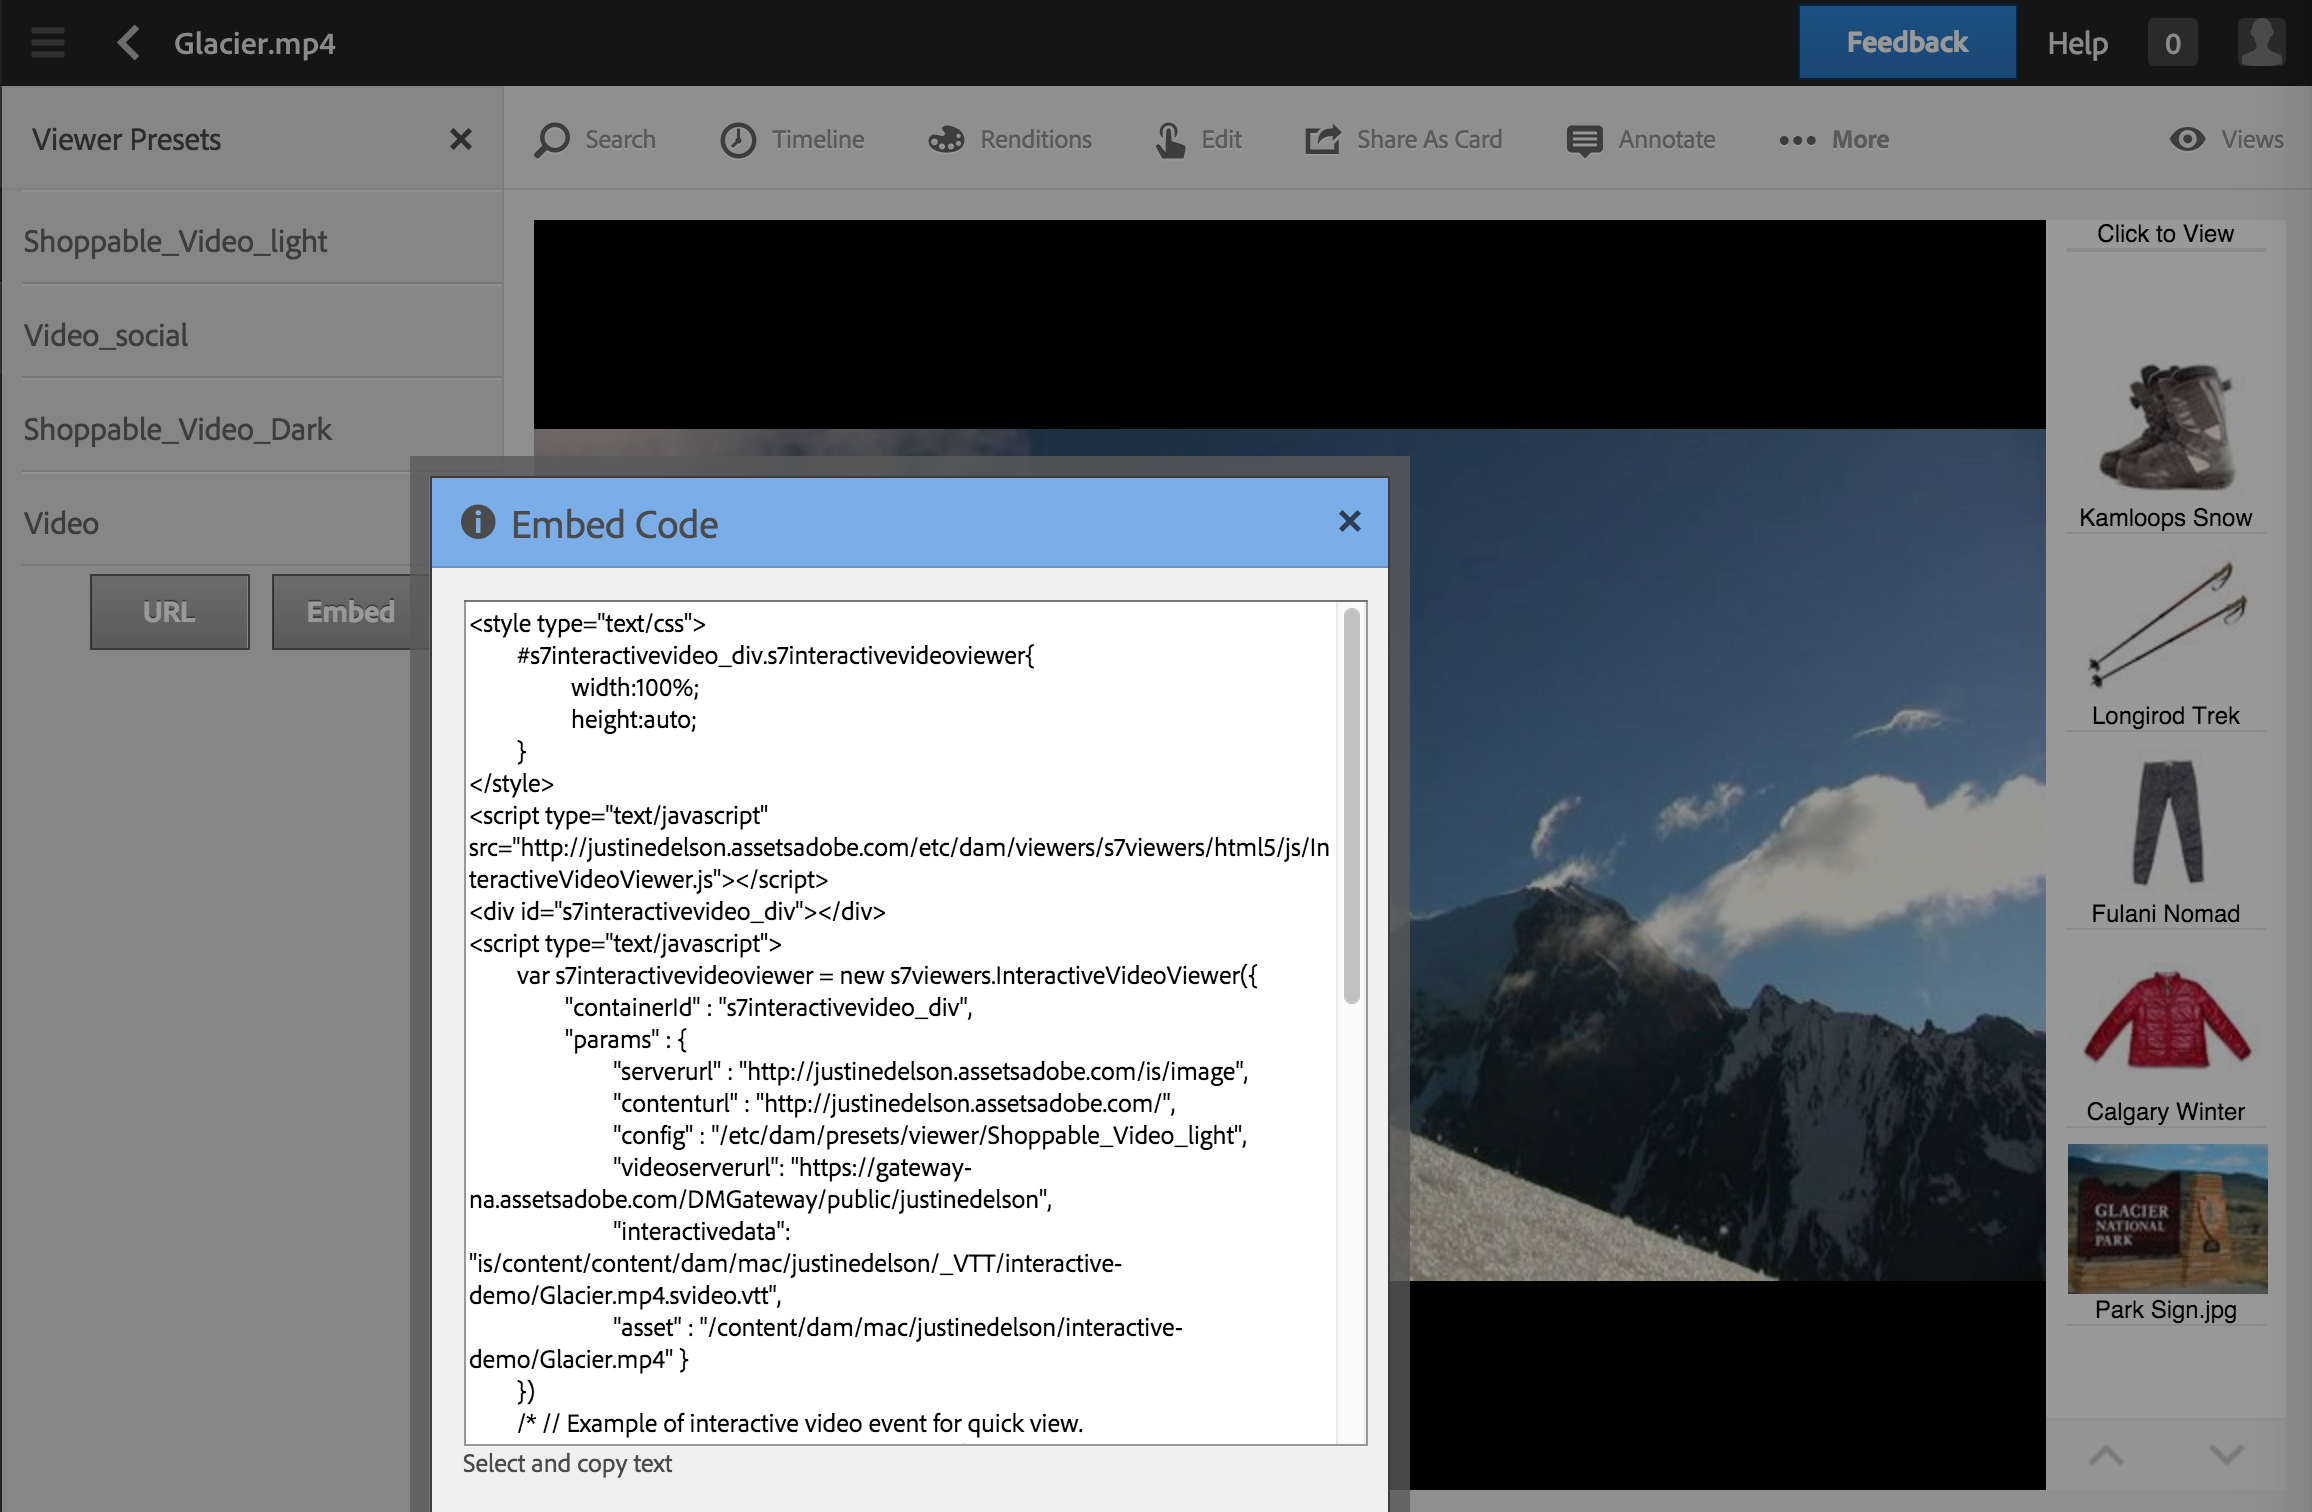 Glacier.mp4
Feedback
Help
0
Viewer Presets
Search
Timeline
Renditions
Edit
Share As Card
Annotate
More
Views
Shoppable_Video_light
Video_social
Shoppable_Video_Dark
Video
URL
Embed
Embed Code
<style type="text/css">
#s7interactivevideo_div.s7interactivevideoviewer{
width:100%;
height:auto;
}
</style>
<script type="text/javascript"
src="http://justinedelson.assetsadobe.com/etc/dam/viewers/s7viewers/html5/js/In
teractiveVideoViewer.js"></script>
<div id="s7interactivevideo_div"></div>
<script type="text/javascript">
var s7interactivevideoviewer = new s7viewers.InteractiveVideoViewer({
"containerId" : "s7interactivevideo_div",
"params" : {
"serverurl" : "http://justinedelson.assetsadobe.com/is/image",
"contenturl" : "http://justinedelson.assetsadobe.com/",
"config" : "/etc/dam/presets/viewer/Shoppable_Video_light",
"videoserverurl": "https://gateway-
na.assetsadobe.com/DMGateway/public/justinedelson",
"interactivedata":
"is/content/content/dam/mac/justinedelson/_VTT/interactive-
demo/Glacier.mp4.svideo.vtt",
"asset" : "/content/dam/mac/justinedelson/interactive-
demo/Glacier.mp4" }
})
/* // Example of interactive video event for quick view.
Select and copy text
Click to View
Kamloops Snow
Longirod Trek
Fulani Nomad
Calgary Winter
GLACIER
NATIONAL
PARK
Park Sign.jpg